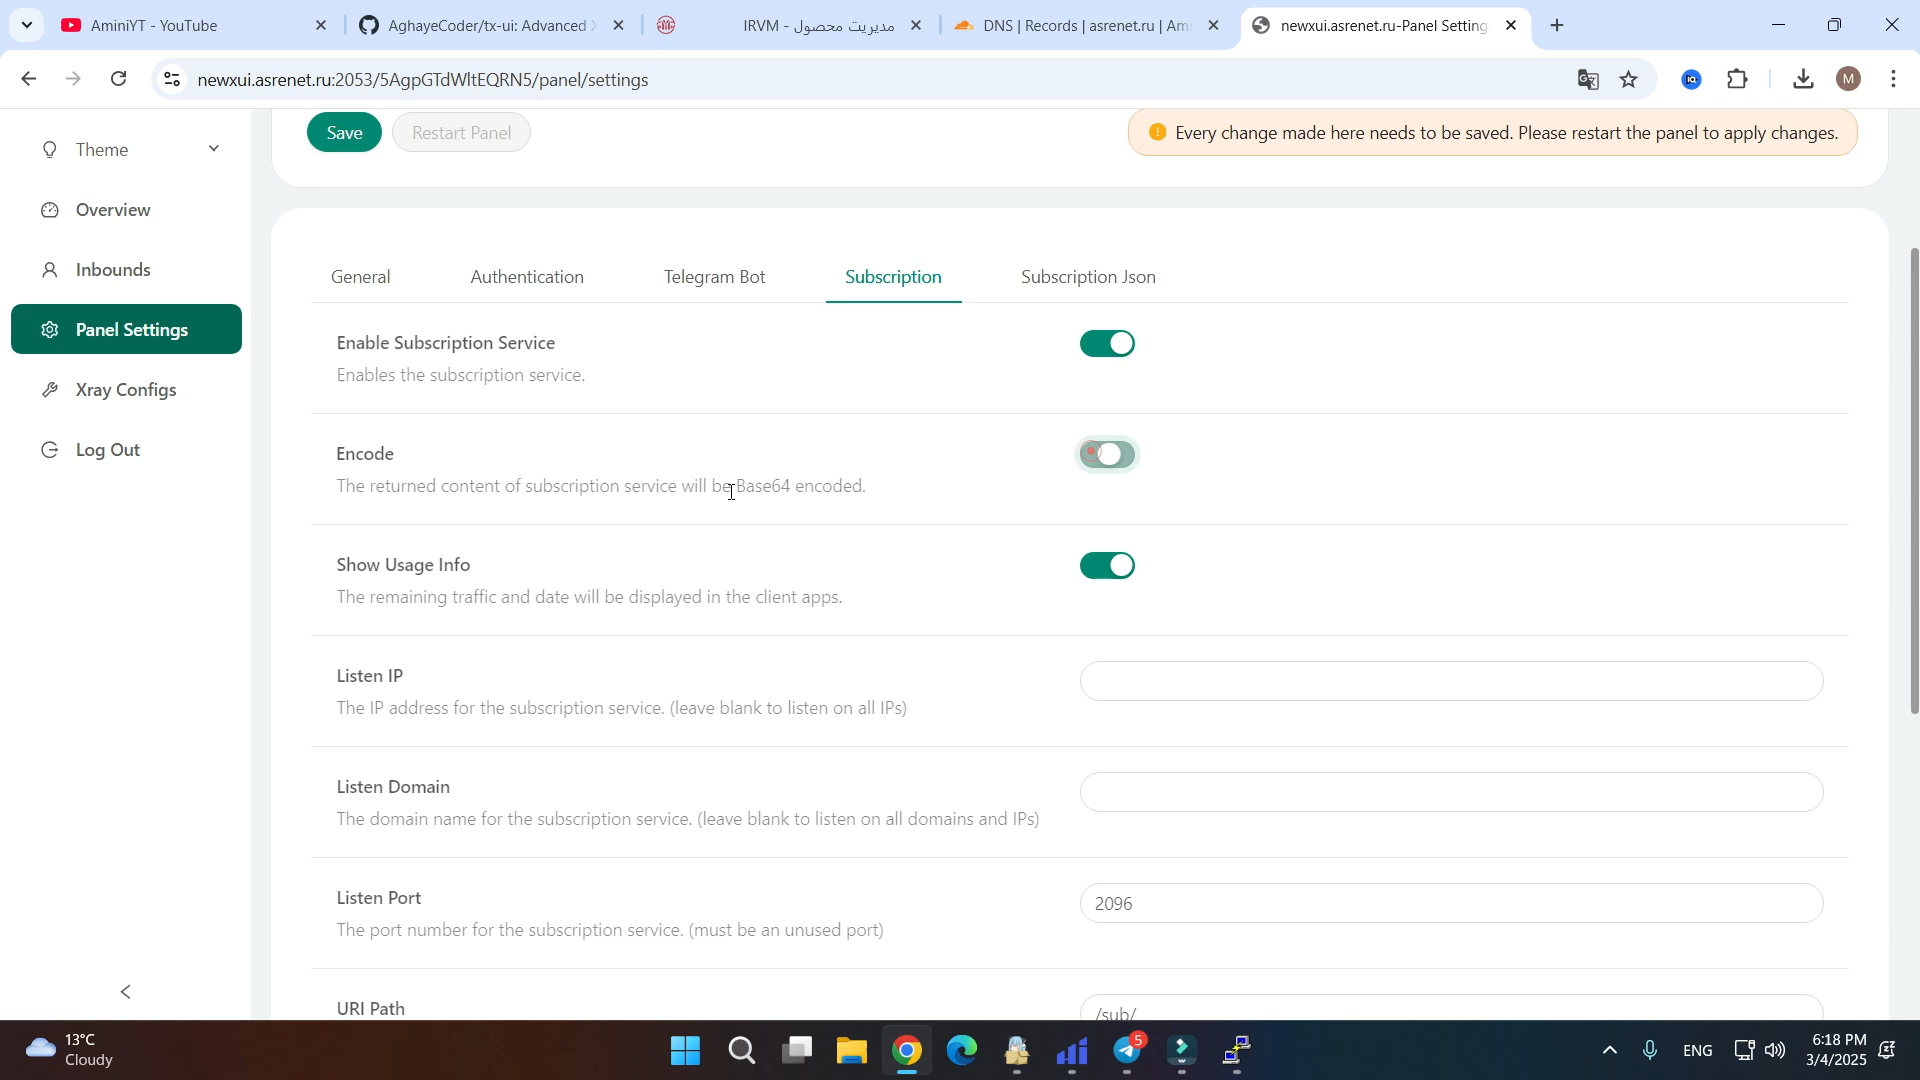 AminiYT - YouTube
AghayeCoder/tx-ui: Advanced X
مدیریت محصول - IRVM
DNS | Records | asrenet.ru | Ami
newxui.asrenet.ru-Panel Setting
newxui.asrenet.ru:2053/5AgpGTdWltEQRN5/panel/settings
M
Theme
Overview
Inbounds
Panel Settings
Xray Configs
Log Out
Save
Restart Panel
Every change made here needs to be saved. Please restart the panel to apply changes.
General
Authentication
Telegram Bot
Subscription
Subscription Json
Enable Subscription Service
Enables the subscription service.
Encode
The returned content of subscription service will be Base64 encoded.
Show Usage Info
The remaining traffic and date will be displayed in the client apps.
Listen IP
The IP address for the subscription service. (leave blank to listen on all IPs)
Listen Domain
The domain name for the subscription service. (leave blank to listen on all domains and IPs)
Listen Port
The port number for the subscription service. (must be an unused port)
2096
URI Path
/sub/
13°C
Cloudy
5
ENG
6:18 PM
3/4/2025